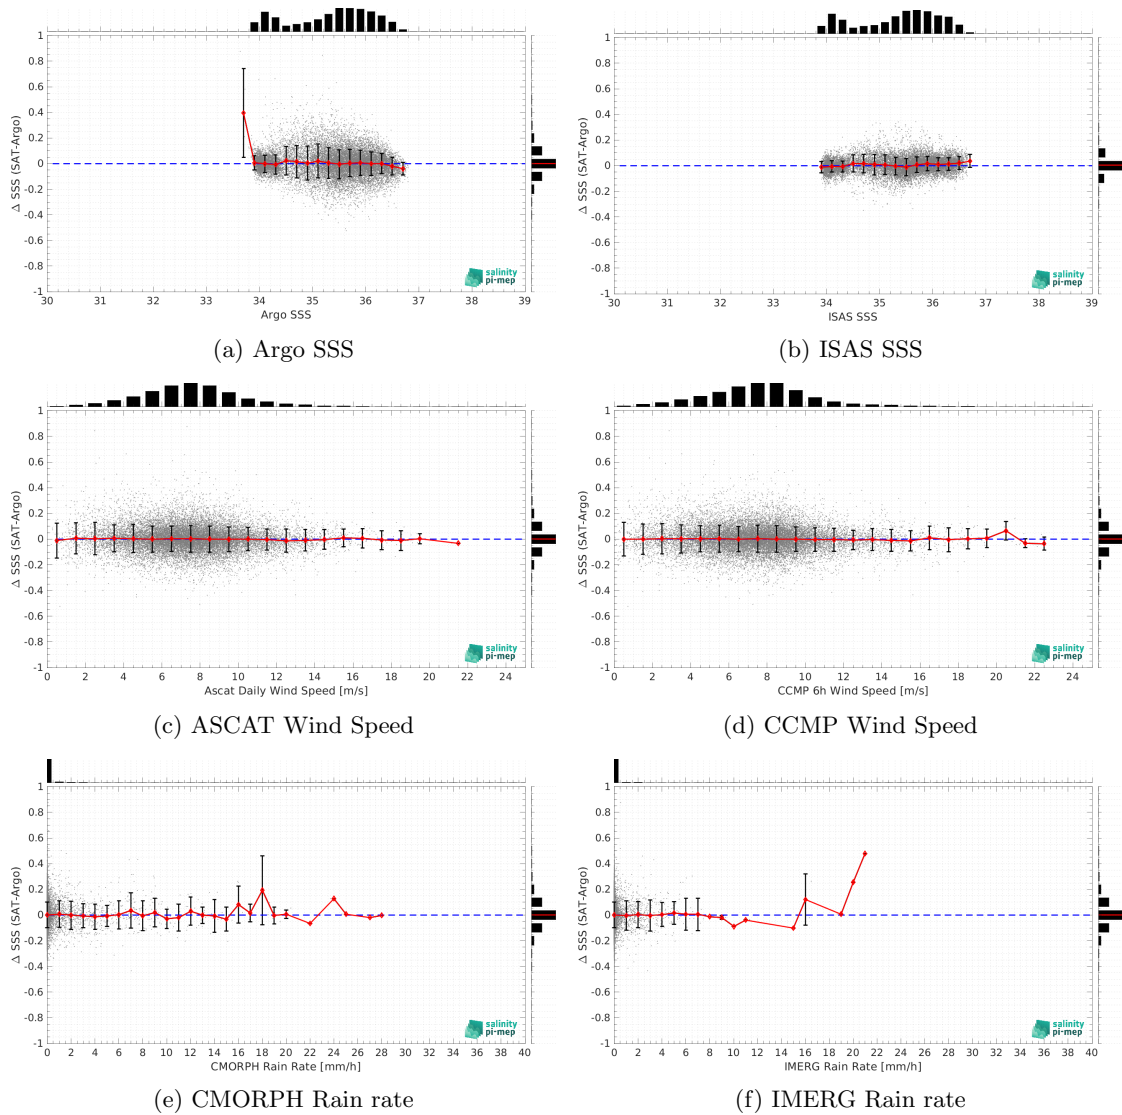 1
0.8
0.6
0.4
0.2
0
-0.2
-0.4
-0.6
-0.8
-1
Δ SSS (SAT-Argo)
30 31 32 33 34 35 36 37 38 39
Argo SSS
salinity
pi-mep
(a) Argo SSS
1
0.8
0.6
0.4
0.2
0
-0.2
-0.4
-0.6
-0.8
-1
Δ SSS (SAT-Argo)
30 31 32 33 34 35 36 37 38 39
ISAS SSS
salinity
pi-mep
(b) ISAS SSS
1
0.8
0.6
0.4
0.2
0
-0.2
-0.4
-0.6
-0.8
-1
Δ SSS (SAT-Argo)
0 2 4 6 8 10 12 14 16 18 20 22 24
Ascat Daily Wind Speed [m/s]
salinity
pi-mep
(c) ASCAT Wind Speed
1
0.8
0.6
0.4
0.2
0
-0.2
-0.4
-0.6
-0.8
-1
Δ SSS (SAT-Argo)
0 2 4 6 8 10 12 14 16 18 20 22 24
CCMP 6h Wind Speed [m/s]
salinity
pi-mep
(d) CCMP Wind Speed
1
0.8
0.6
0.4
0.2
0
-0.2
-0.4
-0.6
-0.8
-1
Δ SSS (SAT-Argo)
0 2 4 6 8 10 12 14 16 18 20 22 24 26 28 30 32 34 36 38 40
CMORPH Rain Rate [mm/h]
salinity
pi-mep
(e) CMORPH Rain rate
1
0.8
0.6
0.4
0.2
0
-0.2
-0.4
-0.6
-0.8
-1
Δ SSS (SAT-Argo)
0 2 4 6 8 10 12 14 16 18 20 22 24 26 28 30 32 34 36 38 40
IMERG Rain Rate [mm/h]
salinity
pi-mep
(f) IMERG Rain rate